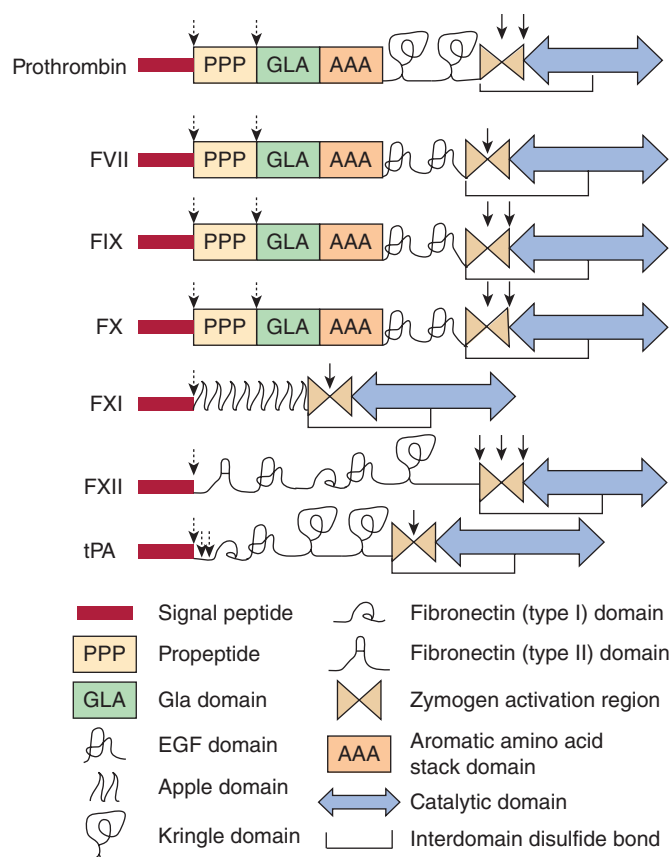 Prothrombin PPP GLA AAA
FVII PPP GLA AAA
FIX PPP GLA AAA
FX PPP GLA AAA
FXI
FXII
tPA
Signal peptide
PPP Propeptide
GLA Gla domain
EGF domain
Apple domain
Kringle domain
Fibronectin (type I) domain
Fibronectin (type II) domain
Zymogen activation region
AAA Aromatic amino acid
stack domain
Catalytic domain
Interdomain disulfide bond